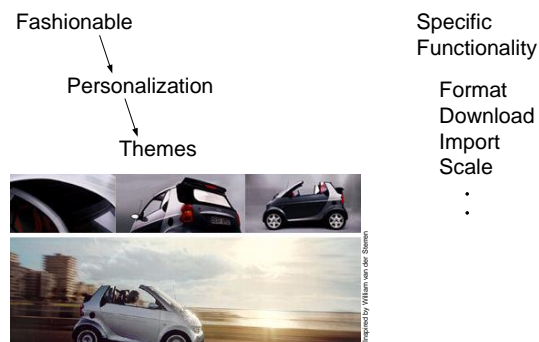 Fashionable
Personalization
Themes
Inspired by William van der Sterren
Specific
Functionality
Format
Download
Import
Scale
.
.